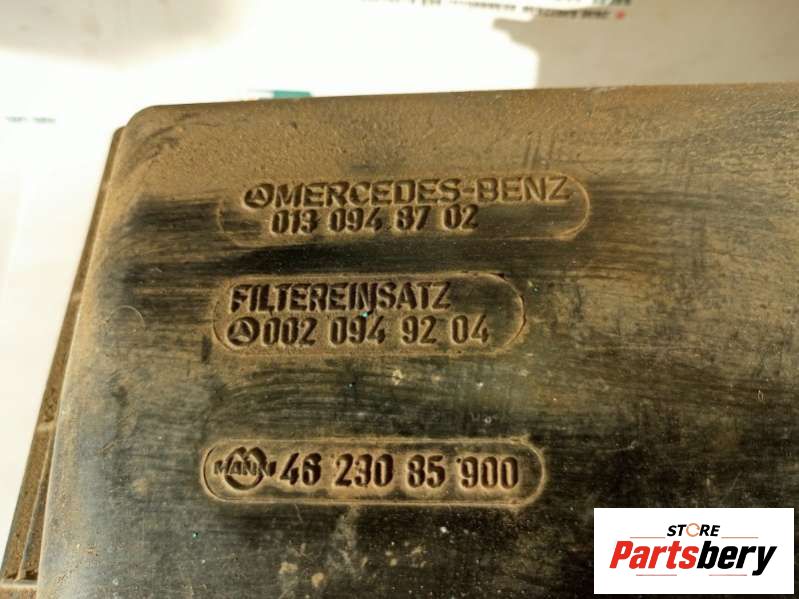 MERCEDES-BENZ
013 094 87 02
FILTEREINSATZ
002 094 92 04
MANN 46 230 85 900
STORE
Partsbery